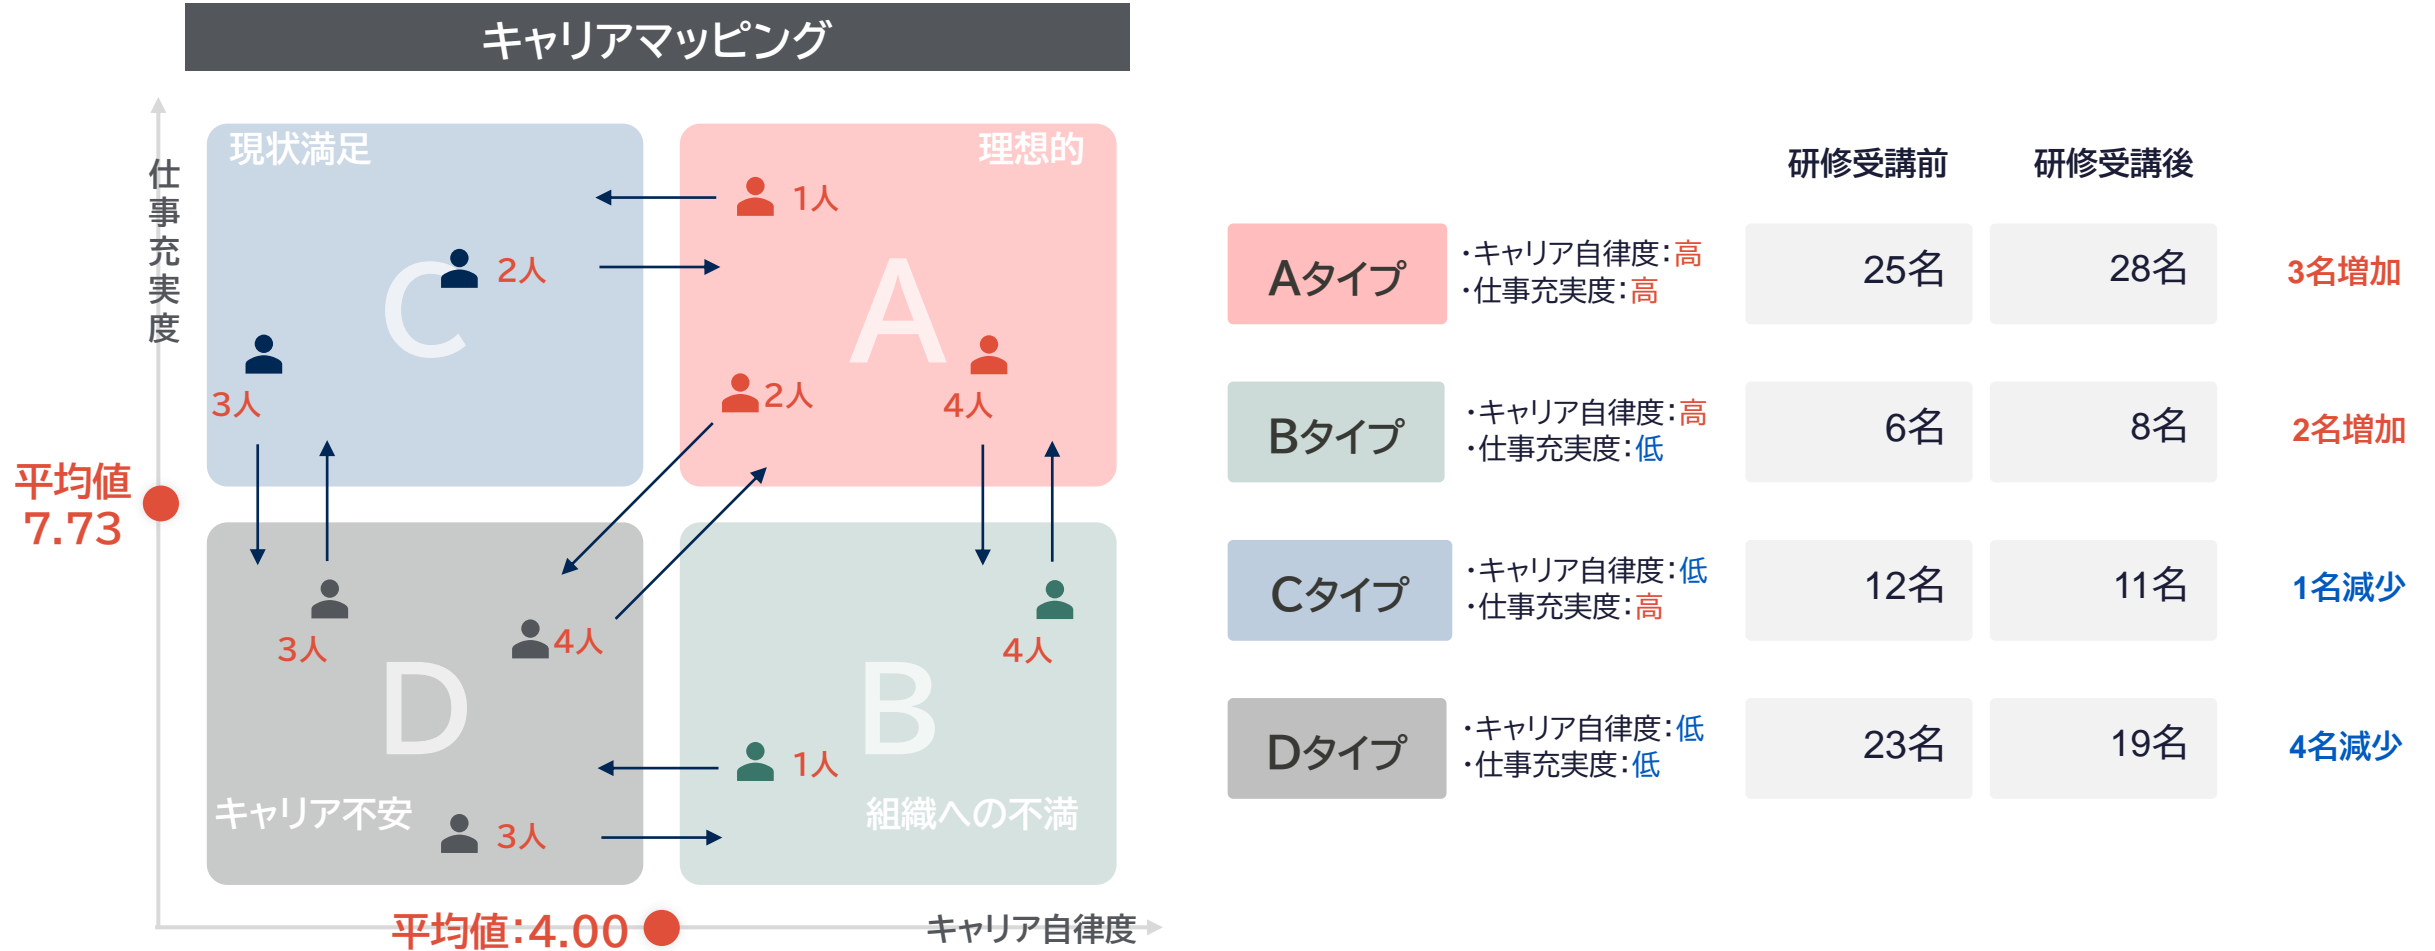 キャリアマッピング
仕事充実度
現状満足
理想的
1人
C
2人
A
3人
2人
4人
平均値
7.73
3人
4人
4人
D
B
1人
キャリア不安
組織への不満
3人
平均値：4.00
キャリア自律度
研修受講前
研修受講後
Aタイプ
・キャリア自律度：高
・仕事充実度：高
25名
28名
3名増加
Bタイプ
・キャリア自律度：高
・仕事充実度：低
6名
8名
2名増加
Cタイプ
・キャリア自律度：低
・仕事充実度：高
12名
11名
1名減少
Dタイプ
・キャリア自律度：低
・仕事充実度：低
23名
19名
4名減少